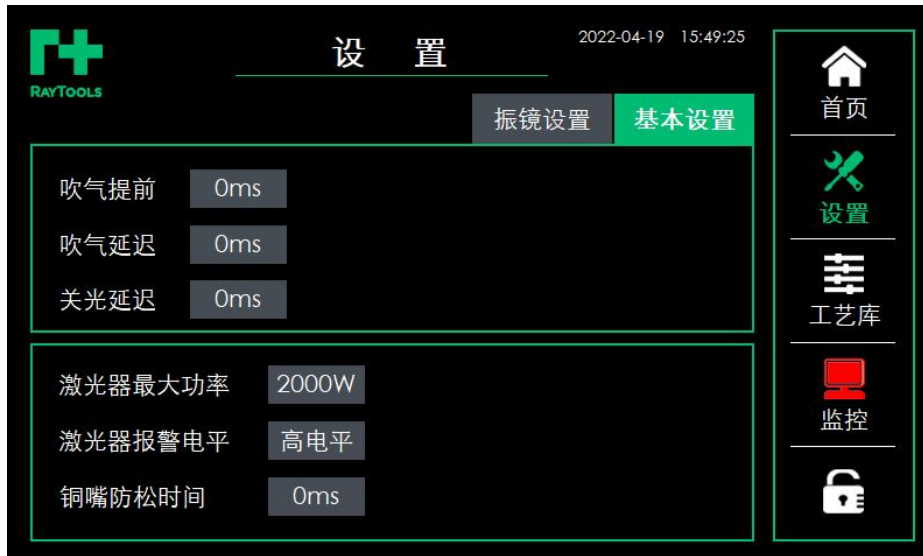 RAYTOOLS
设 置
2022-04-19 15:49:25
振镜设置 基本设置
吹气提前 0ms
吹气延迟 0ms
关光延迟 0ms
激光器最大功率 2000W
激光器报警电平 高电平
铜嘴防松时间 0ms
首页
设置
工艺库
监控